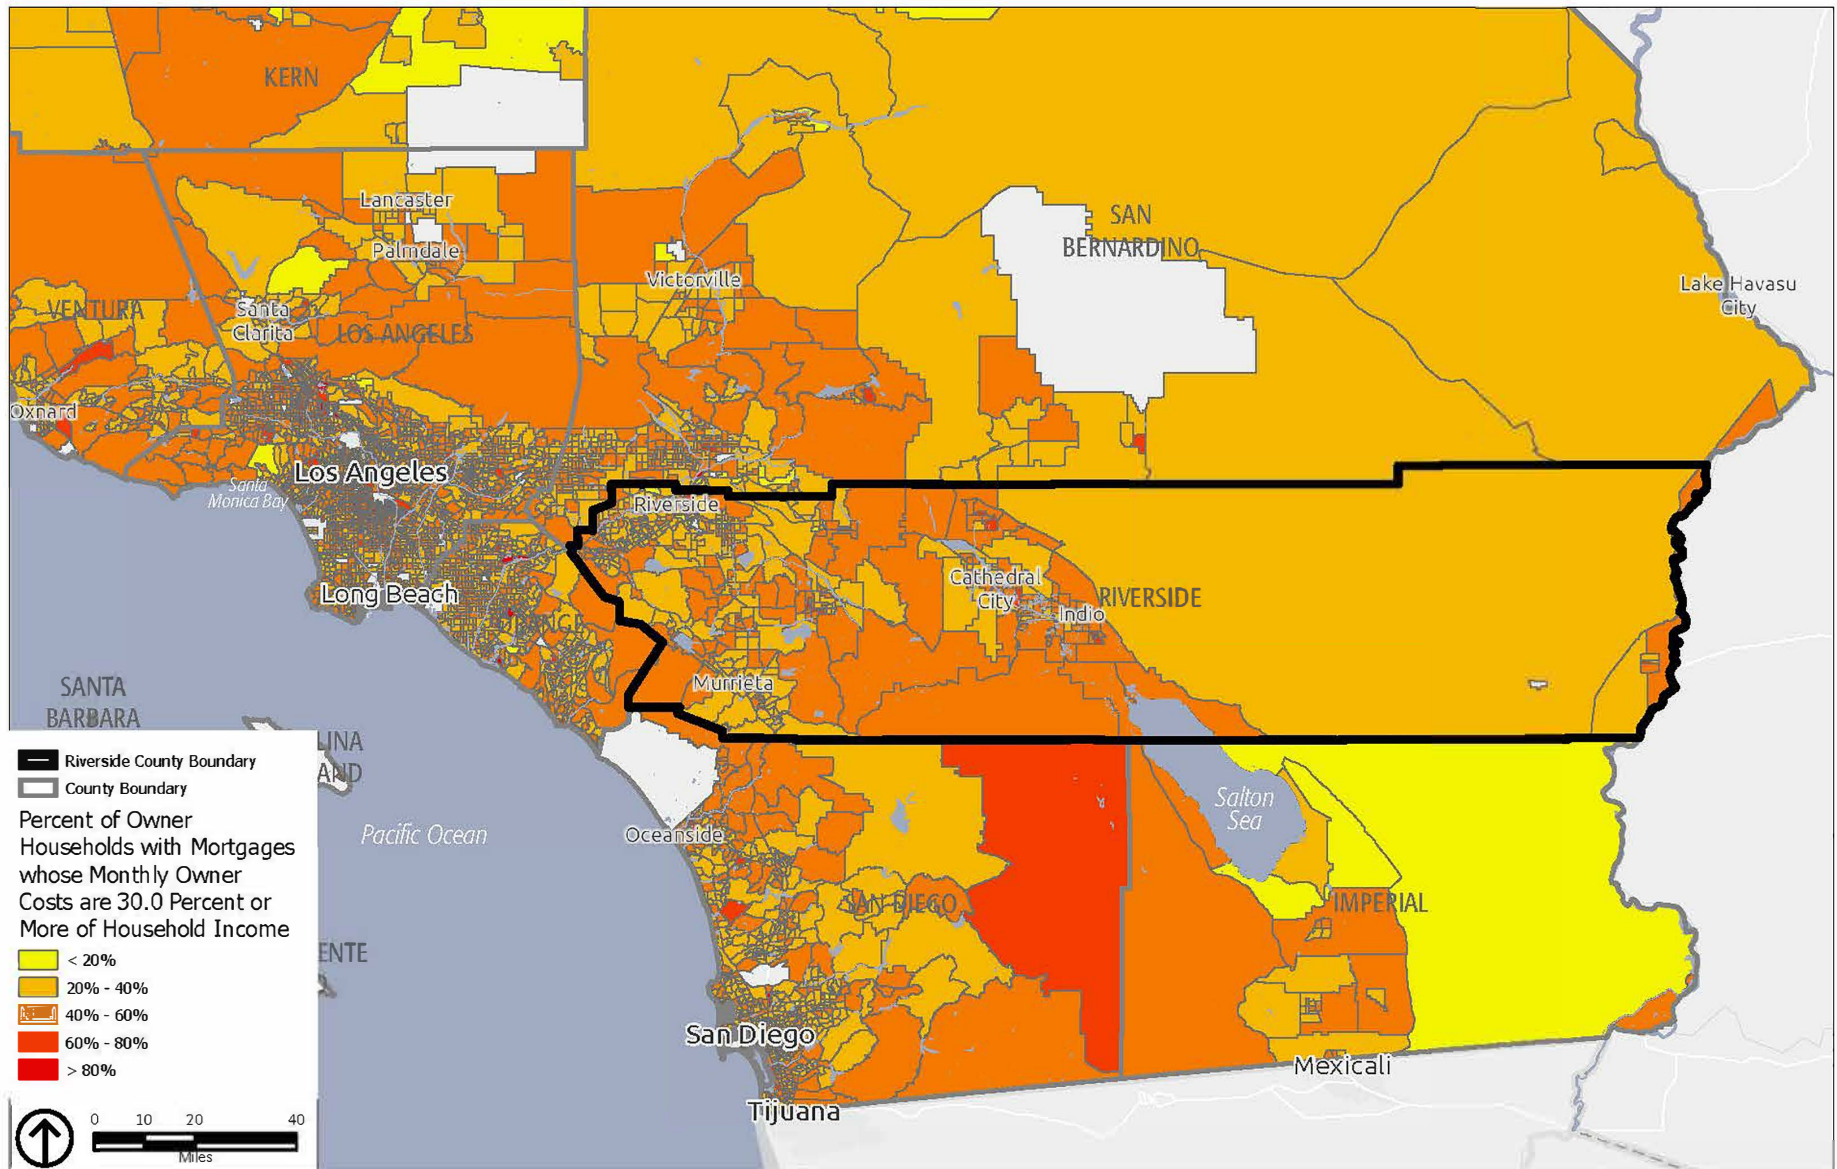 KERN
Lancaster
Palmdale
SAN
BERNARDINO
Victorville
Lake Havasu
City
VENTURA
Santa
Clarita
LOS ANGELES
Oxnard
Los Angeles
Santa
Monica Bay
Riverside
Long Beach
Cathedral
City
RIVERSIDE
Indio
Murrieta
SANTA
BARBARA
LINA
AND
Salton
Sea
Pacific Ocean
Oceanside
SAN DIEGO
IMPERIAL
ENTE
San Diego
Mexicali
Tijuana
Riverside County Boundary
County Boundary
Percent of Owner
Households with Mortgages
whose Monthly Owner
Costs are 30.0 Percent or
More of Household Income
< 20%
20% - 40%
40% - 60%
60% - 80%
> 80%
0 10 20 40
Miles